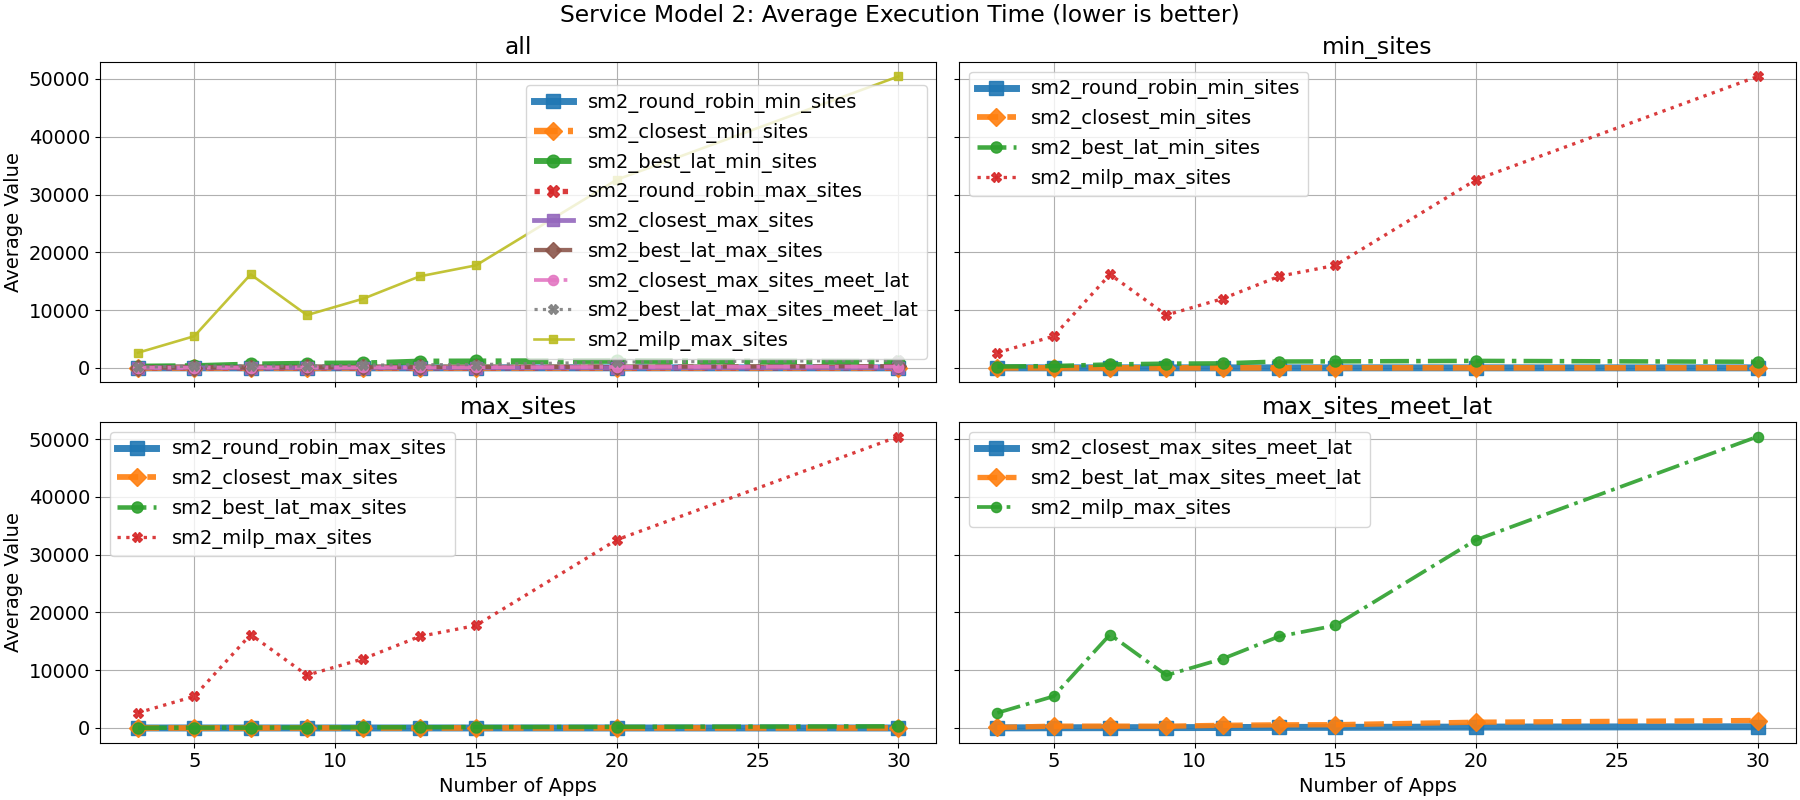 Service Model 2: Average Execution Time (lower is better)
all
Average Value
50000
40000
30000
20000
10000
0
sm2_round_robin_min_sites
sm2_closest_min_sites
sm2_best_lat_min_sites
sm2_round_robin_max_sites
sm2_closest_max_sites
sm2_best_lat_max_sites
sm2_closest_max_sites_meet_lat
sm2_best_lat_max_sites_meet_lat
sm2_milp_max_sites
min_sites
sm2_round_robin_min_sites
sm2_closest_min_sites
sm2_best_lat_min_sites
sm2_milp_max_sites
max_sites
Average Value
50000
40000
30000
20000
10000
0
sm2_round_robin_max_sites
sm2_closest_max_sites
sm2_best_lat_max_sites
sm2_milp_max_sites
5 10 15 20 25 30
Number of Apps
max_sites_meet_lat
sm2_closest_max_sites_meet_lat
sm2_best_lat_max_sites_meet_lat
sm2_milp_max_sites
5 10 15 20 25 30
Number of Apps